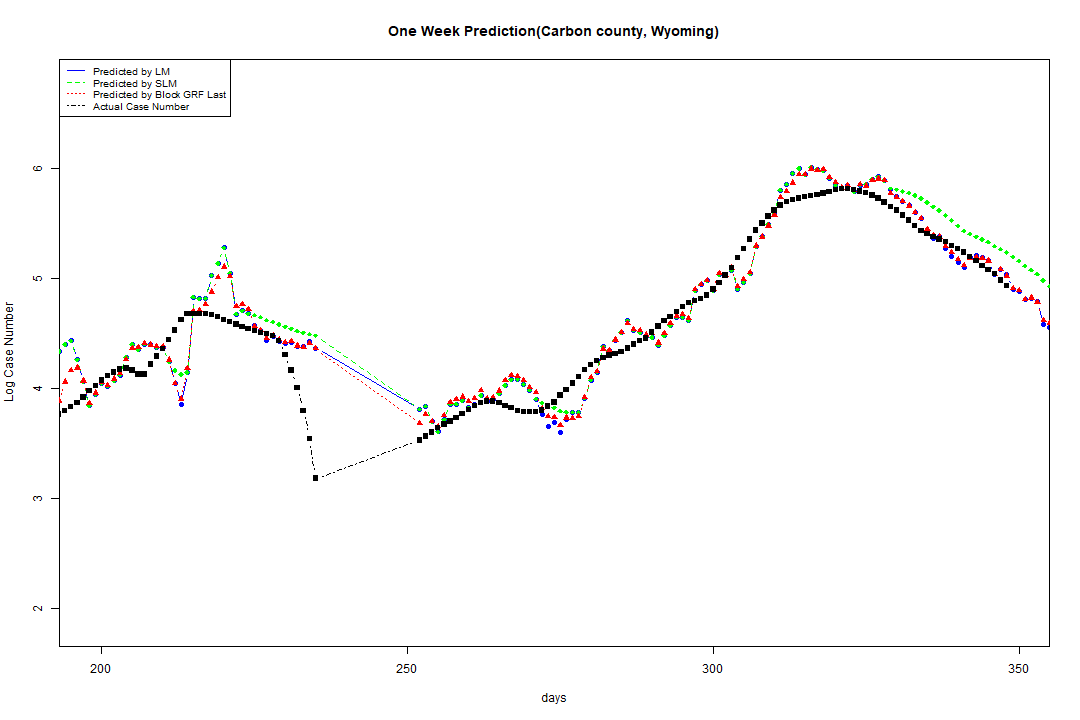 One Week Prediction(Carbon county, Wyoming)
Predicted by LM
Predicted by SLM
Predicted by Block GRF Last
Actual Case Number
Log Case Number
6
5
4
3
2
200
250
300
350
days